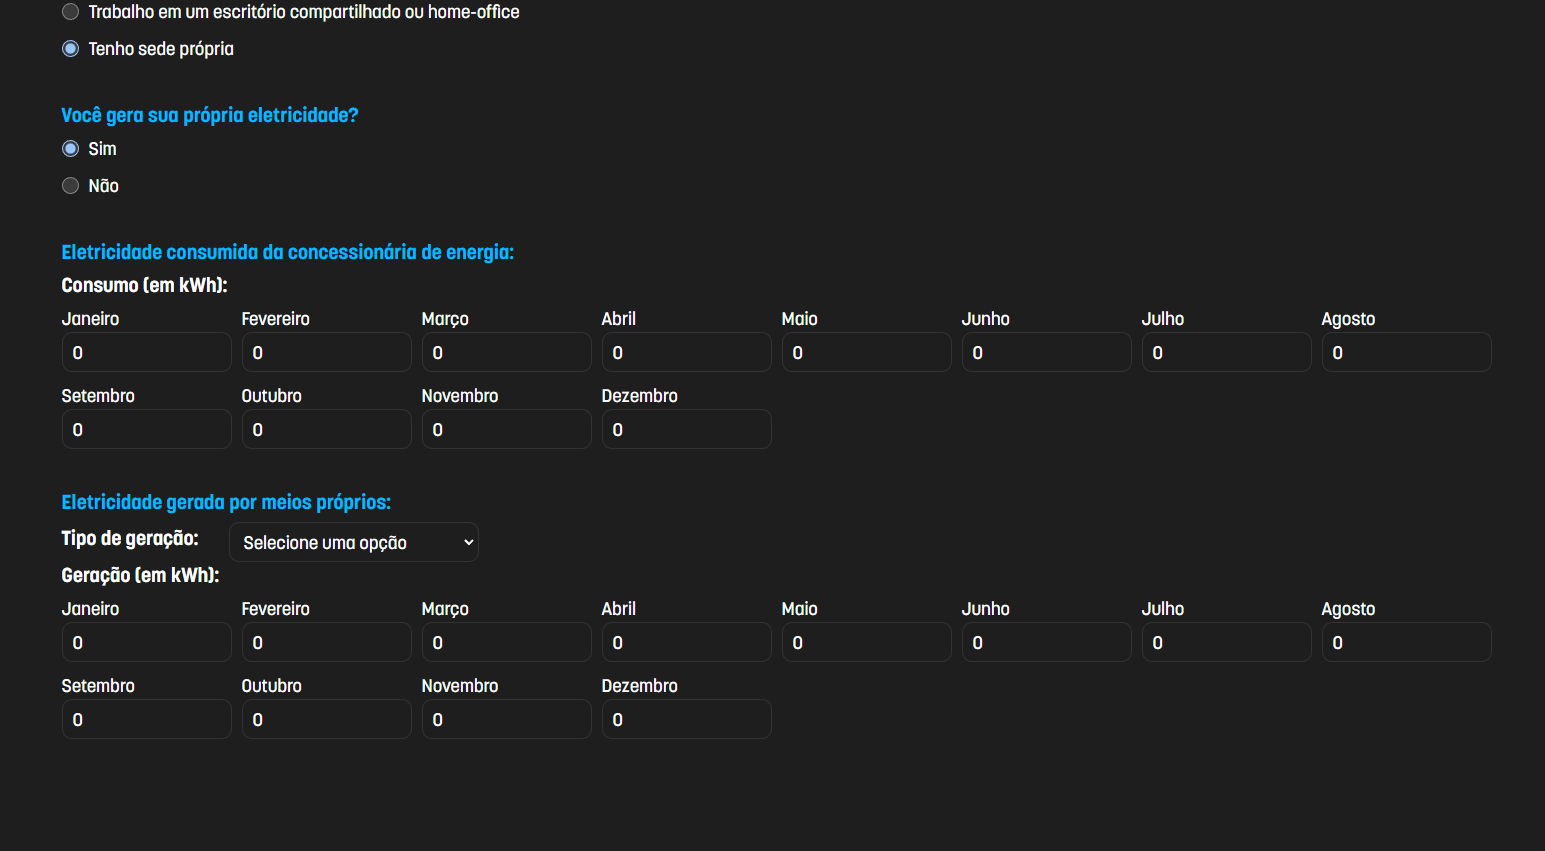 Trabalho em um escritório compartilhado ou home-office
Tenho sede própria
Você gera sua própria eletricidade?
Sim
Não
Eletricidade consumida da concessionária de energia:
Consumo (em kWh):
Janeiro Fevereiro Março Abril Maio Junho Julho Agosto
0 0 0 0 0 0 0 0
Setembro Outubro Novembro Dezembro
0 0 0 0
Eletricidade gerada por meios próprios:
Tipo de geração: Selecione uma opção
Geração (em kWh):
Janeiro Fevereiro Março Abril Maio Junho Julho Agosto
0 0 0 0 0 0 0 0
Setembro Outubro Novembro Dezembro
0 0 0 0